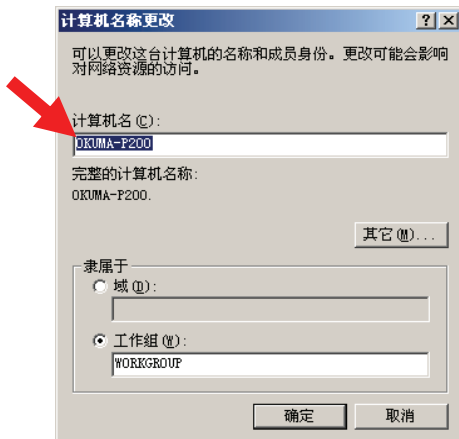 计算机名称更改
可以更改这台计算机的名称和成员身份。更改可能会影响
对网络资源的访问。
计算机名(C):
OKUMA-P200
完整的计算机名称:
OKUMA-P200.
其它(M)...
隶属于
域(D):
工作组(W):
WORKGROUP
确定
取消